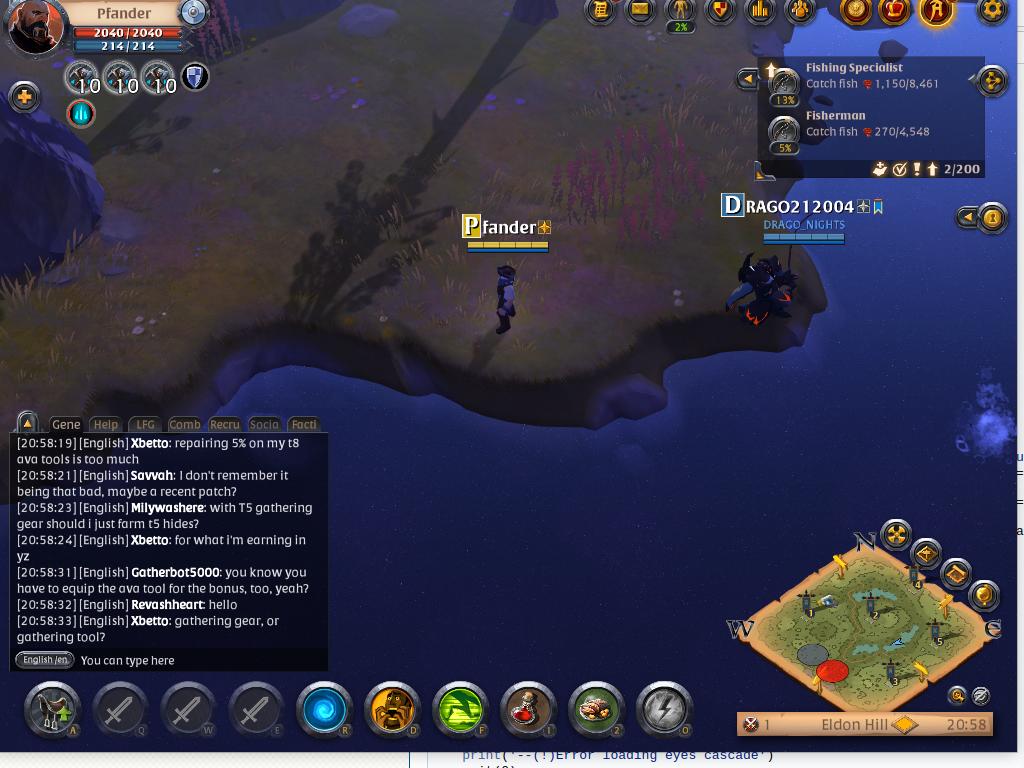 Pfander
2040 / 2040
214 / 214
10
10
10
2%
Fishing Specialist
Catch fish 1,150/8,461
13%
Fisherman
Catch fish 270/4,548
5%
2/200
DRAGO212004
DRAGO_NIGHTS
Pfander
Gene Help LFG Comb Recru Socia Facti
[20:58:19] [English] Xbetto: repairing 5% on my t8
ava tools is too much
[20:58:21] [English] Savvah: I don't remember it
being that bad, maybe a recent patch?
[20:58:23] [English] Milywashere: with T5 gathering
gear should i just farm t5 hides?
[20:58:24] [English] Xbetto: for what i'm earning in
yz
[20:58:31] [English] Gatherbot5000: you know you
have to equip the ava tool for the bonus, too, yeah?
[20:58:32] [English] Revashheart: hello
[20:58:33] [English] Xbetto: gathering gear, or
gathering tool?
English /en
You can type here
A Q W E R D F 1 2 O
N
W
E
1
2
3
4
5
1 Eldon Hill 20:58
print('--(!)Error loading eyes cascade')